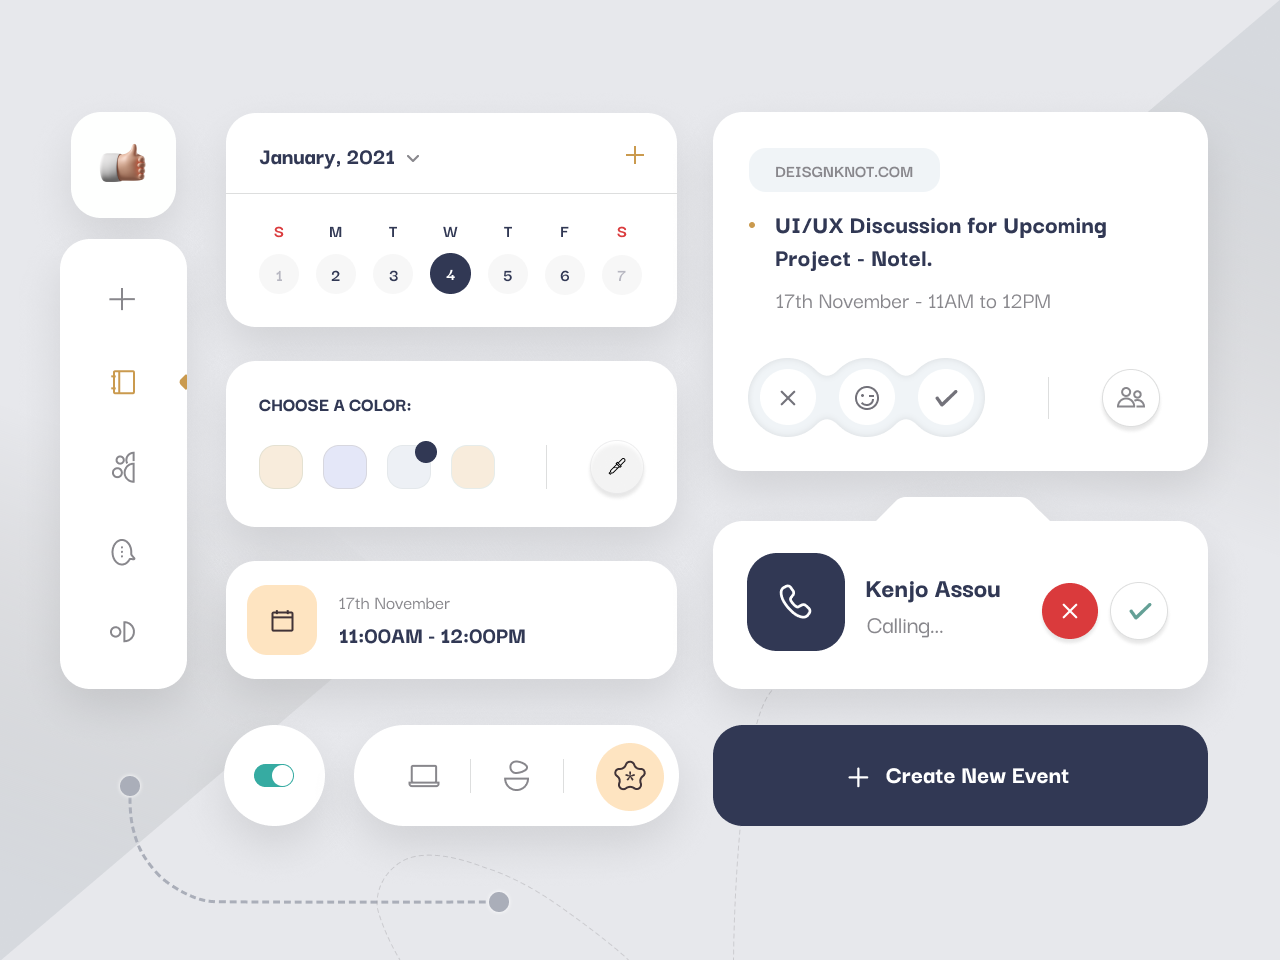 January, 2021
S M T W T F S
1 2 3 4 5 6 7
CHOOSE A COLOR:
17th November
11:00AM - 12:00PM
DEISGNKNOT.COM
UI/UX Discussion for Upcoming
Project - Notel.
17th November - 11AM to 12PM
Kenjo Assou
Calling...
Create New Event